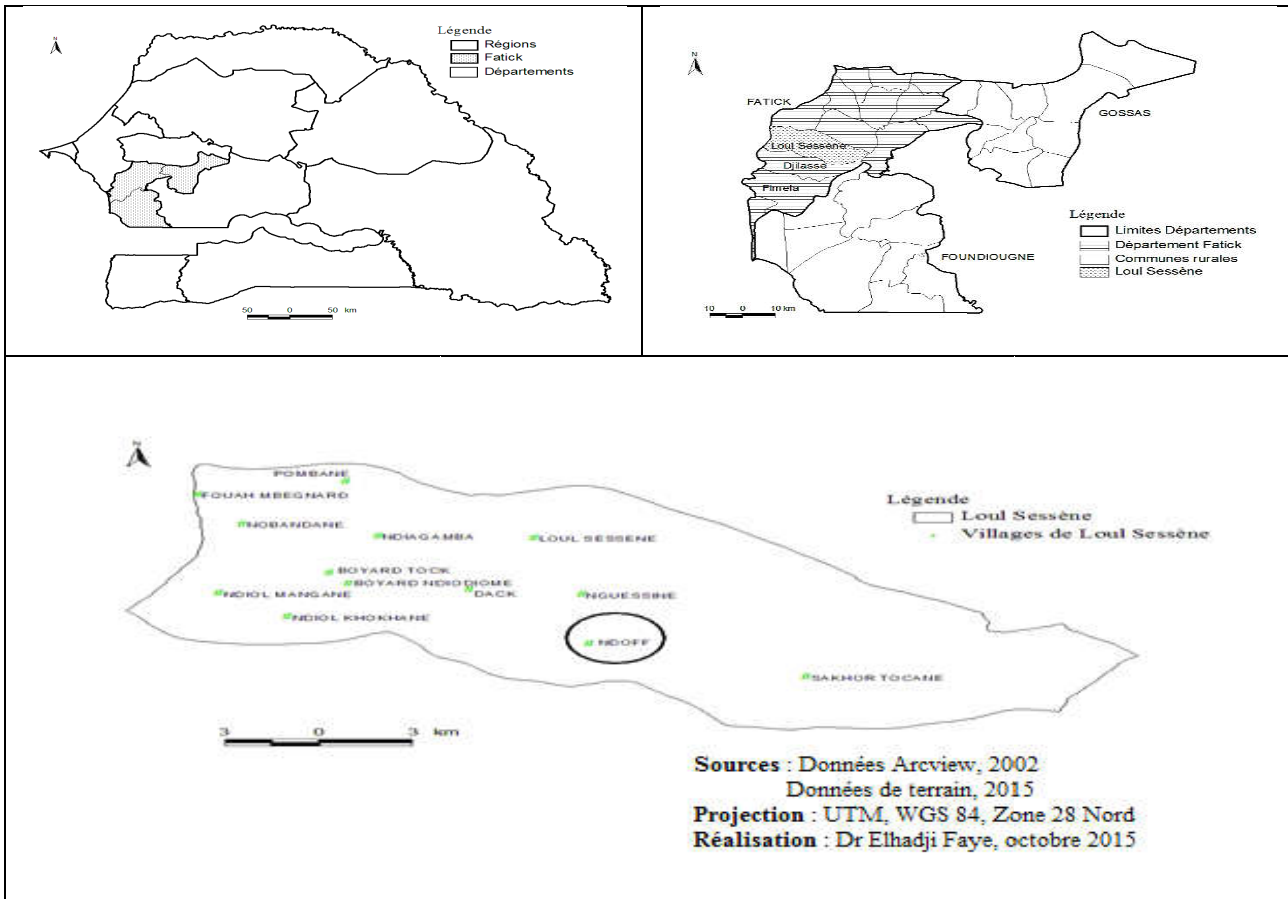 N
Légende
Régions
Fatick
Départements
50 0 50 km
N
FATICK
GOSSAS
Loul Sessène
Djilasse
Fimela
FOUNDIOUGNE
Légende
Limites Départements
Département Fatick
Communes rurales
Loul Sessène
10 0 10 km
N
POMBANE
FOUAH MBEGNARD
NOBANDANE
NDIAGAMBA
LOUL SESSENE
BOYARD TOCK
BOYARD NDIODIOME
NDIOL MANGANE
DACK
NGUESSINE
NDIOL KHOKHANE
NDOFF
SAKHOR TOCANE
Légende
Loul Sessène
Villages de Loul Sessène
3 0 3 km
Sources : Données Arcview, 2002
Données de terrain, 2015
Projection : UTM, WGS 84, Zone 28 Nord
Réalisation : Dr Elhadji Faye, octobre 2015